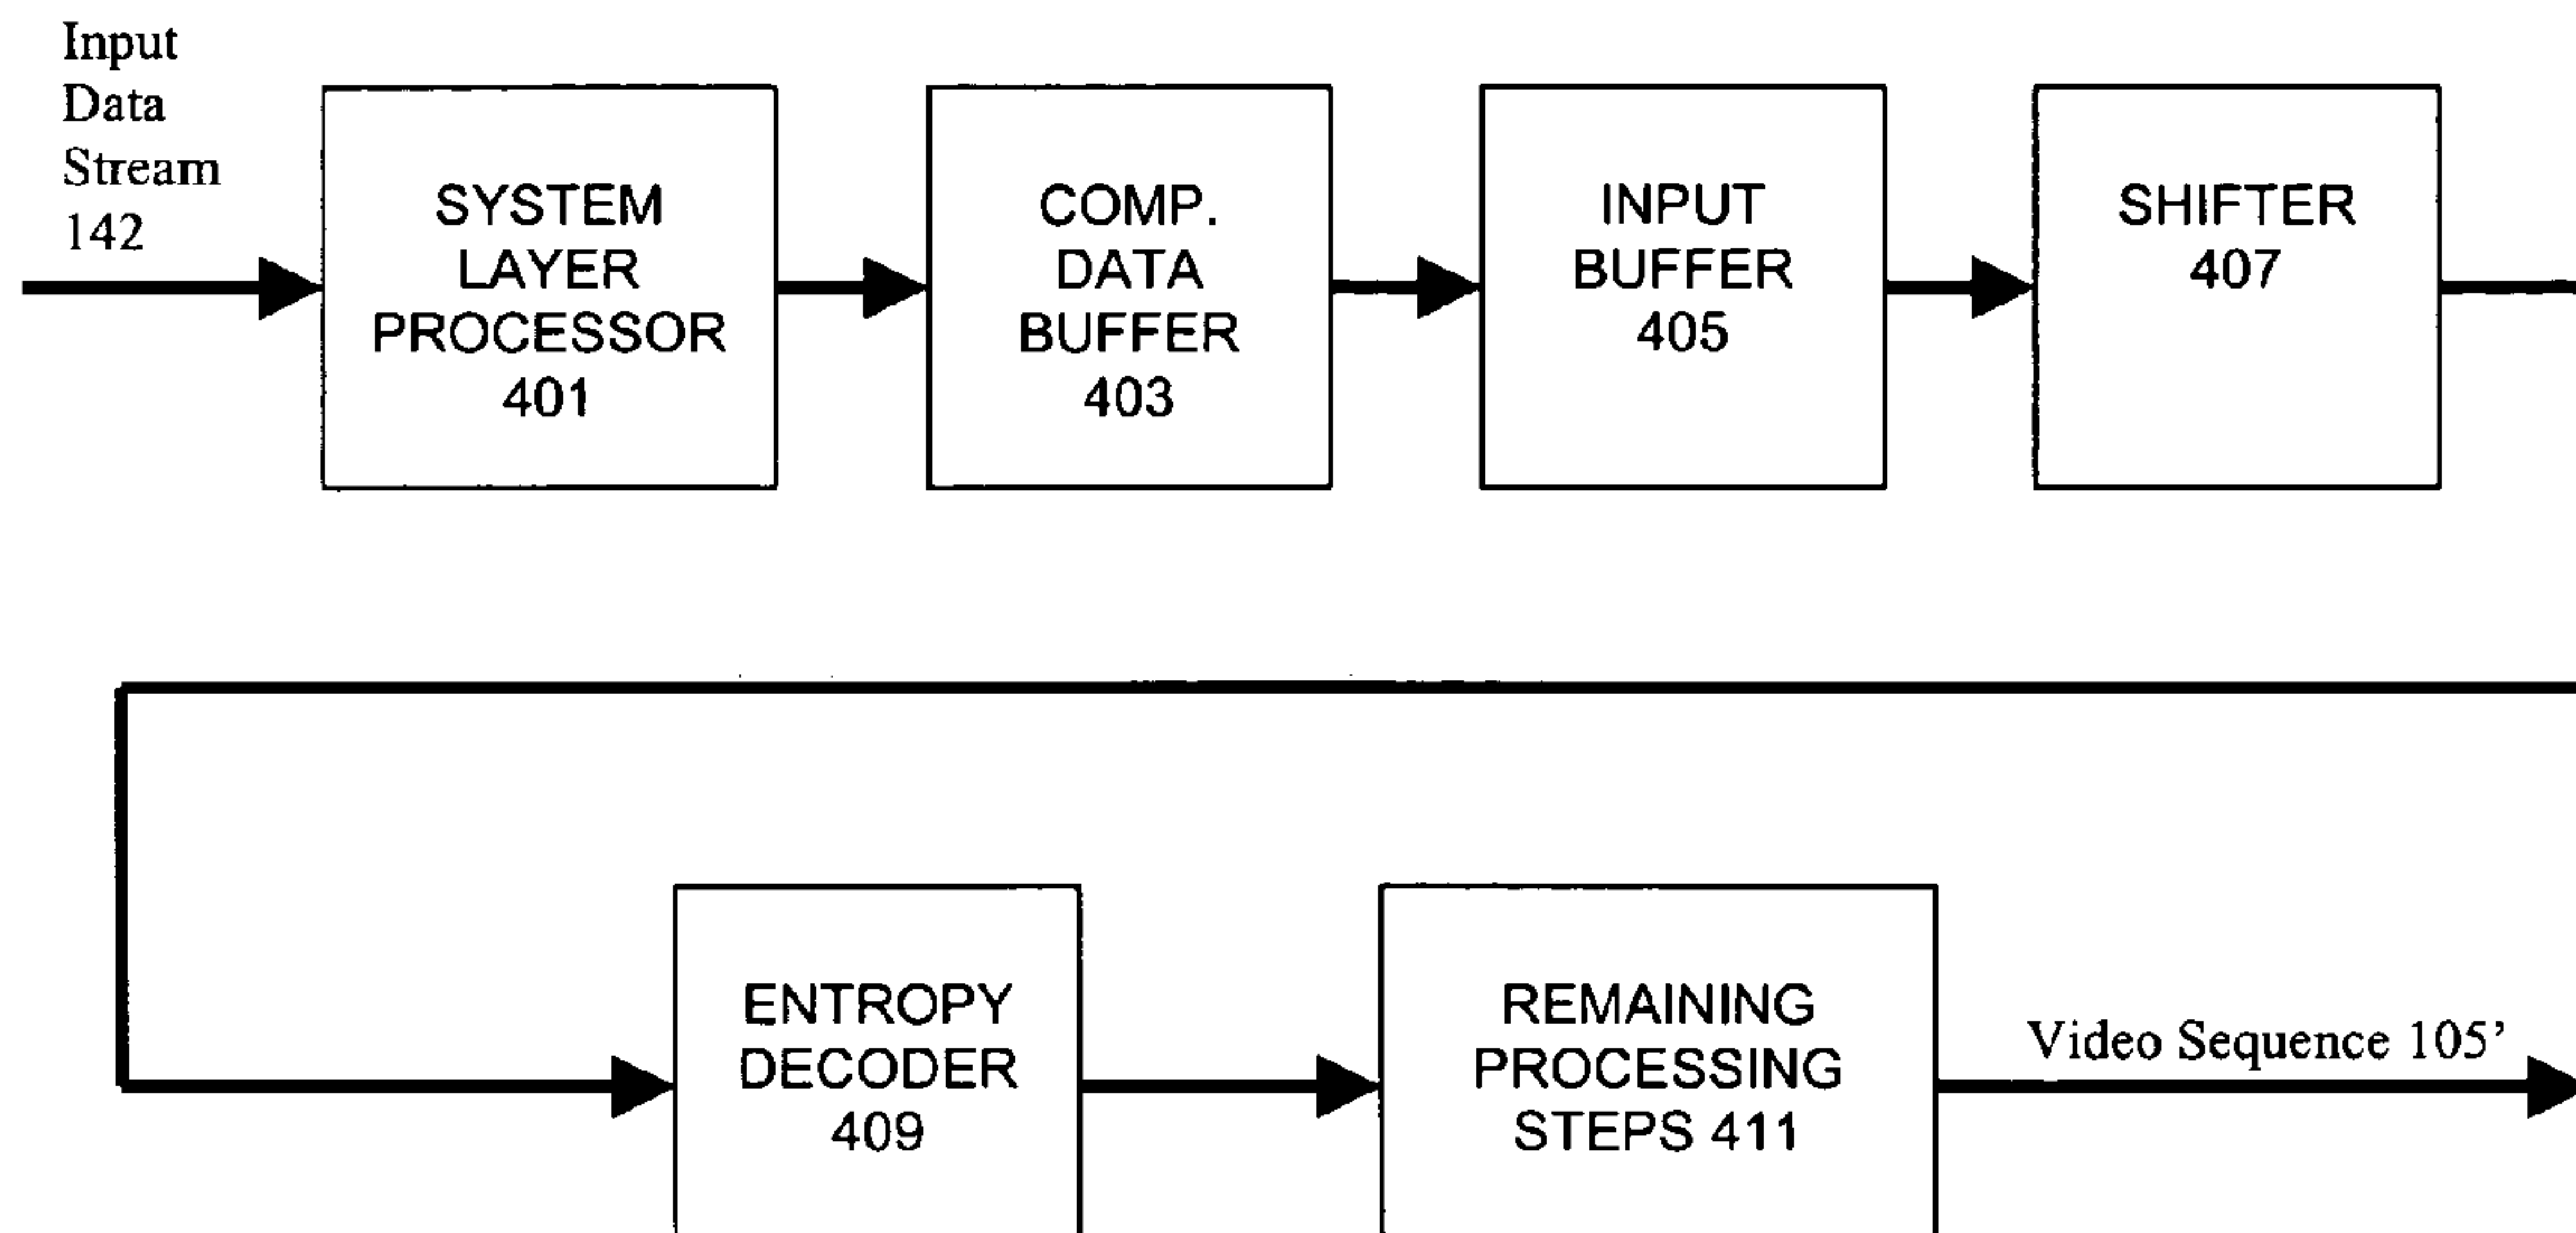 Input
Data
Stream
142
SYSTEM
LAYER
PROCESSOR
401
COMP.
DATA
BUFFER
403
INPUT
BUFFER
405
SHIFTER
407
ENTROPY
DECODER
409
REMAINING
PROCESSING
STEPS 411
Video Sequence 105’